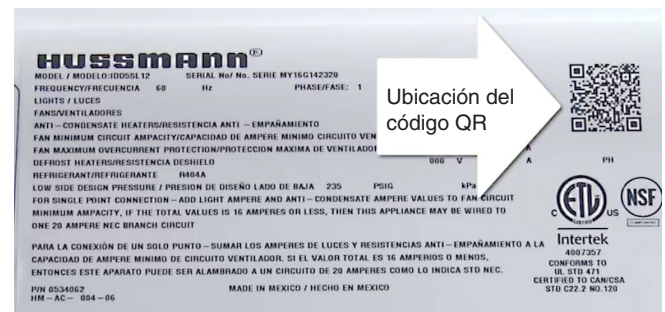 HUSSMANN®
MODEL / MODELO:IDD5SL12 SERIAL No/ No. SERIE MY16G142320
FREQUENCY/FRECUENCIA 60 Hz PHASE/FASE: 1
LIGHTS / LUCES
FANS/VENTILADORES
ANTI-CONDENSATE HEATERS/RESISTENCIA ANTI-EMPAÑAMIENTO
FAN MINIMUM CIRCUIT AMPACITY/CAPACIDAD DE AMPERE MINIMO CIRCUITO VEN
FAN MAXIMUM OVERCURRENT PROTECTION/PROTECCION MAXIMA DE VENTILADO A
DEFROST HEATERS/RESISTENCIA DESHIELO 000 V A PH
REFRIGERANT/REFRIGERANTE R404A
LOW SIDE DESIGN PRESSURE / PRESION DE DISEÑO LADO DE BAJA 235 PSIG kPa
FOR SINGLE POINT CONNECTION-ADD LIGHT AMPERE AND ANTI-CONDENSATE AMPERE VALUES TO FAN CIRCUIT
MINIMUM AMPACITY, IF THE TOTAL VALUES IS 16 AMPERES OR LESS, THEN THIS APPLIANCE MAY BE WIRED TO
ONE 20 AMPERE NEC BRANCH CIRCUIT
PARA LA CONEXIÓN DE UN SOLO PUNTO-SUMAR LOS AMPERES DE LUCES Y RESISTENCIAS ANTI-EMPAÑAMIENTO A LA
CAPACIDAD DE AMPERE MINIMO DE CIRCUITO VENTILADOR. SI EL VALOR TOTAL ES 16 AMPERIOS O MENOS,
ENTONCES ESTE APARATO PUEDE SER ALAMBRADO A UN CIRCUITO DE 20 AMPERES COMO LO INDICA STD NEC.
P/N 0534062 MADE IN MEXICO / HECHO EN MEXICO
HM-AC- 004-06
Ubicación del
código QR
C ETL US
LISTED
NSF
Intertek
4007357
CONFORMS TO
UL STD 471
CERTIFIED TO CAN/CSA
STD C22.2 NO.120